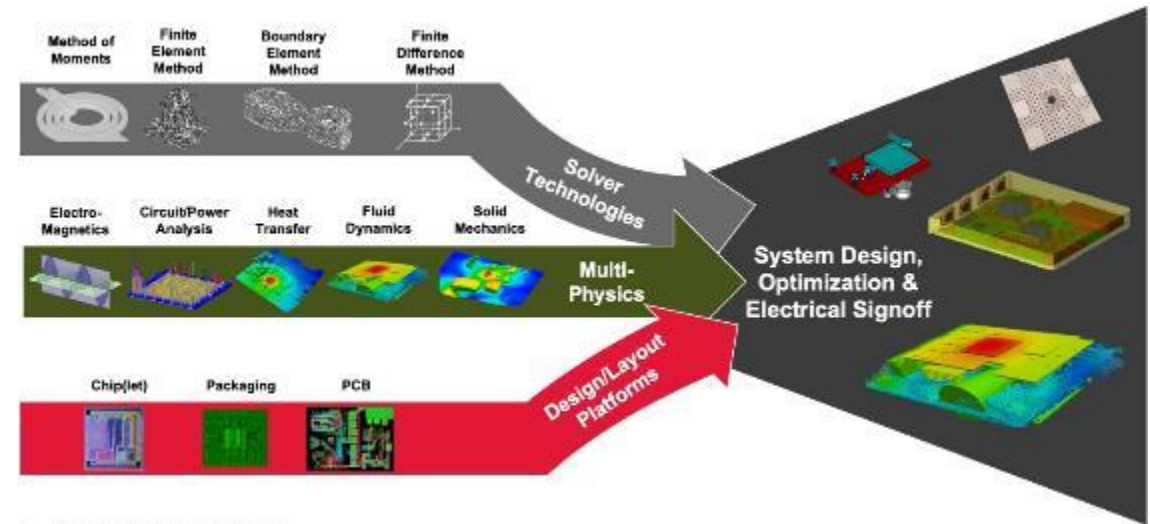 Method of
Moments
Finite
Element
Method
Boundary
Element
Method
Finite
Difference
Method
Solver
Technologies
Electro-
Magnetics
Circuit/Power
Analysis
Heat
Transfer
Fluid
Dynamics
Solid
Mechanics
Multi-
Physics
System Design,
Optimization &
Electrical Signoff
Chip(let)
Packaging
PCB
Design/Layout
Platforms